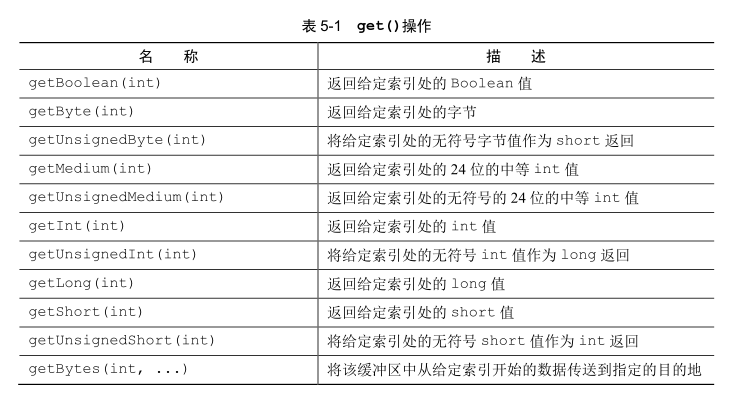 表 5-1 get()操作
名 称 描 述
getBoolean(int) 返回给定索引处的 Boolean 值
getByte(int) 返回给定索引处的字节
getUnsignedByte(int) 将给定索引处的无符号字节值作为 short 返回
getMedium(int) 返回给定索引处的 24 位的中等 int 值
getUnsignedMedium(int) 返回给定索引处的无符号的 24 位的中等 int 值
getInt(int) 返回给定索引处的 int 值
getUnsignedInt(int) 将给定索引处的无符号 int 值作为 long 返回
getLong(int) 返回给定索引处的 long 值
getShort(int) 返回给定索引处的 short 值
getUnsignedShort(int) 将给定索引处的无符号 short 值作为 int 返回
getBytes(int, ...) 将该缓冲区中从给定索引开始的数据传送到指定的目的地